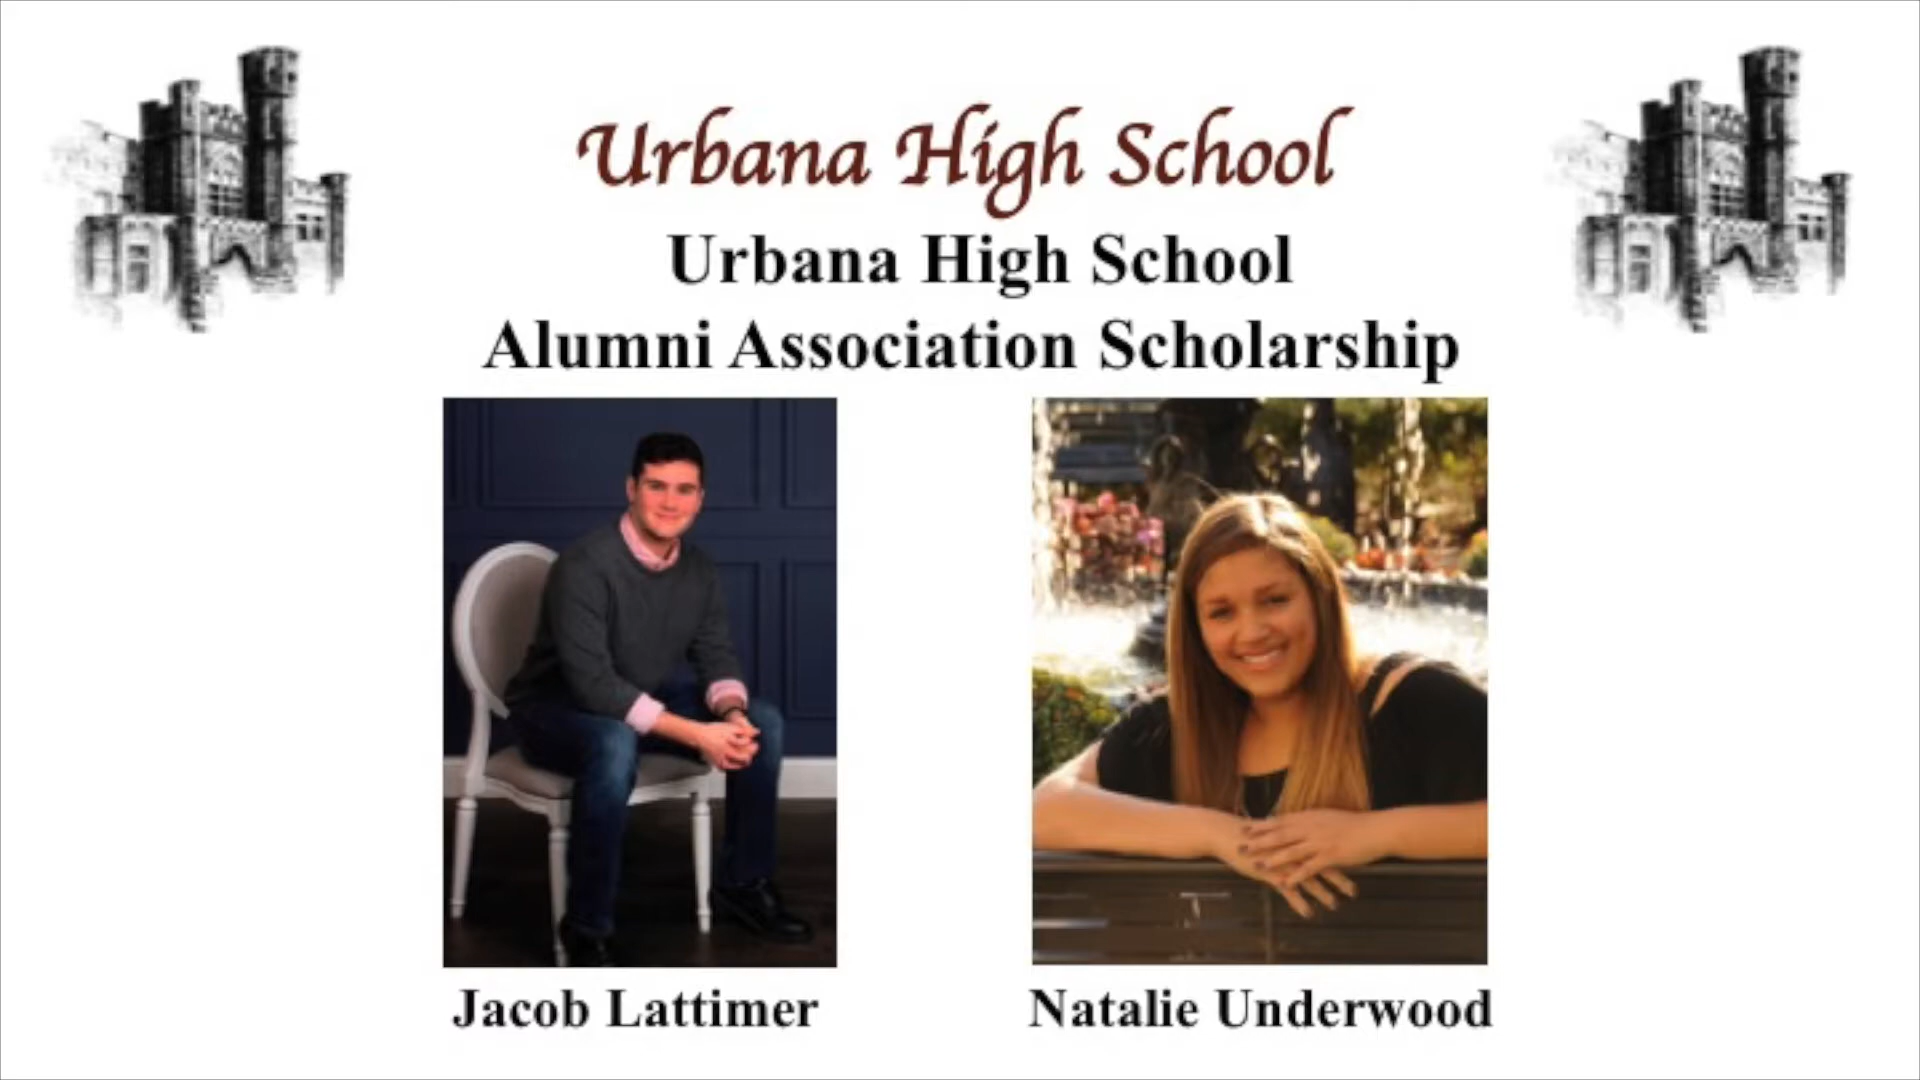 Urbana High School
Urbana High School
Alumni Association Scholarship
Jacob Lattimer
Natalie Underwood